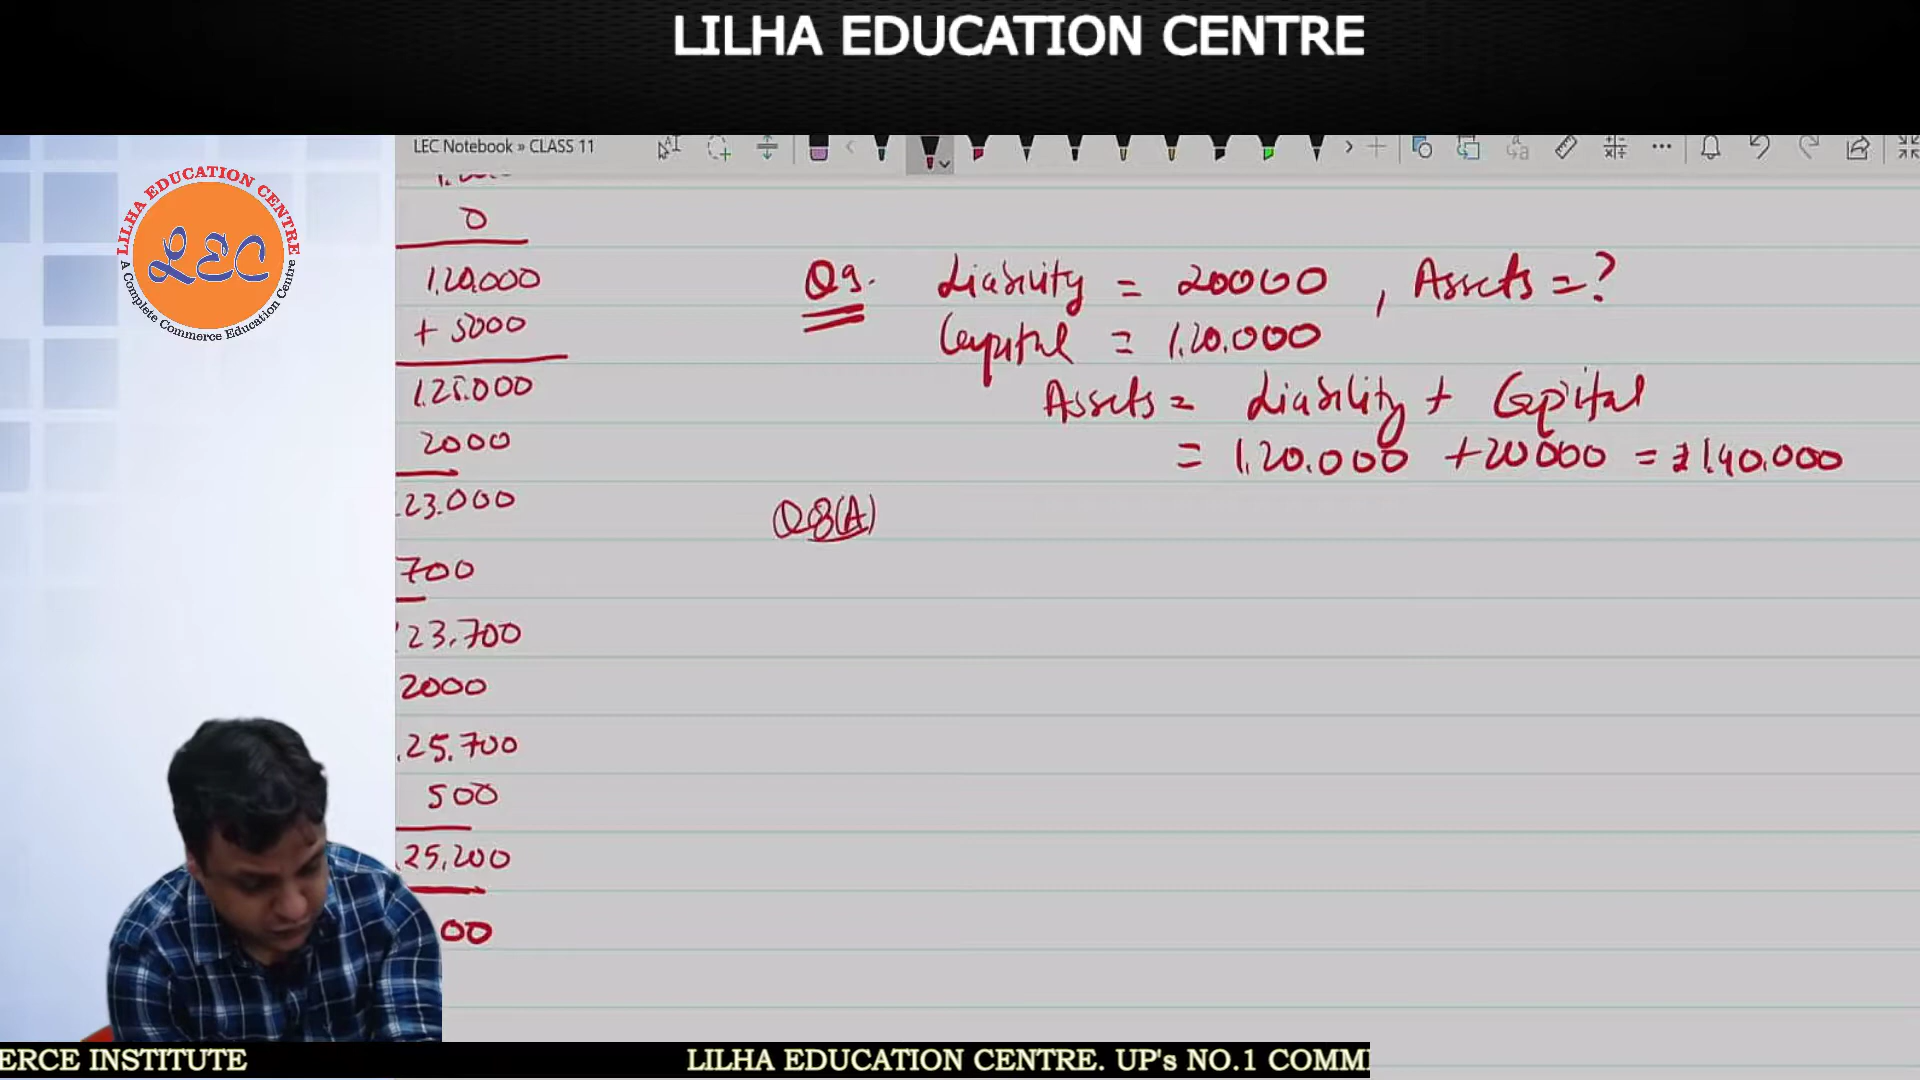 LILHA EDUCATION CENTRE
LEC Notebook » CLASS 11
LILHA EDUCATION CENTRE
LEC
A Complete Commerce Education Centre
0
1,20,000
+ 5000
1,25,000
2000
23.000
700
23,700
2000
25,700
500
25,200
00
Q9. Liability = 20000 , Assets = ?
Capital = 1,20,000
Assets = Liability + Capital
= 1,20,000 + 20000 = ₹ 1,40,000
Q8(A)
ERCE INSTITUTE
LILHA EDUCATION CENTRE. UP's NO.1 COMM